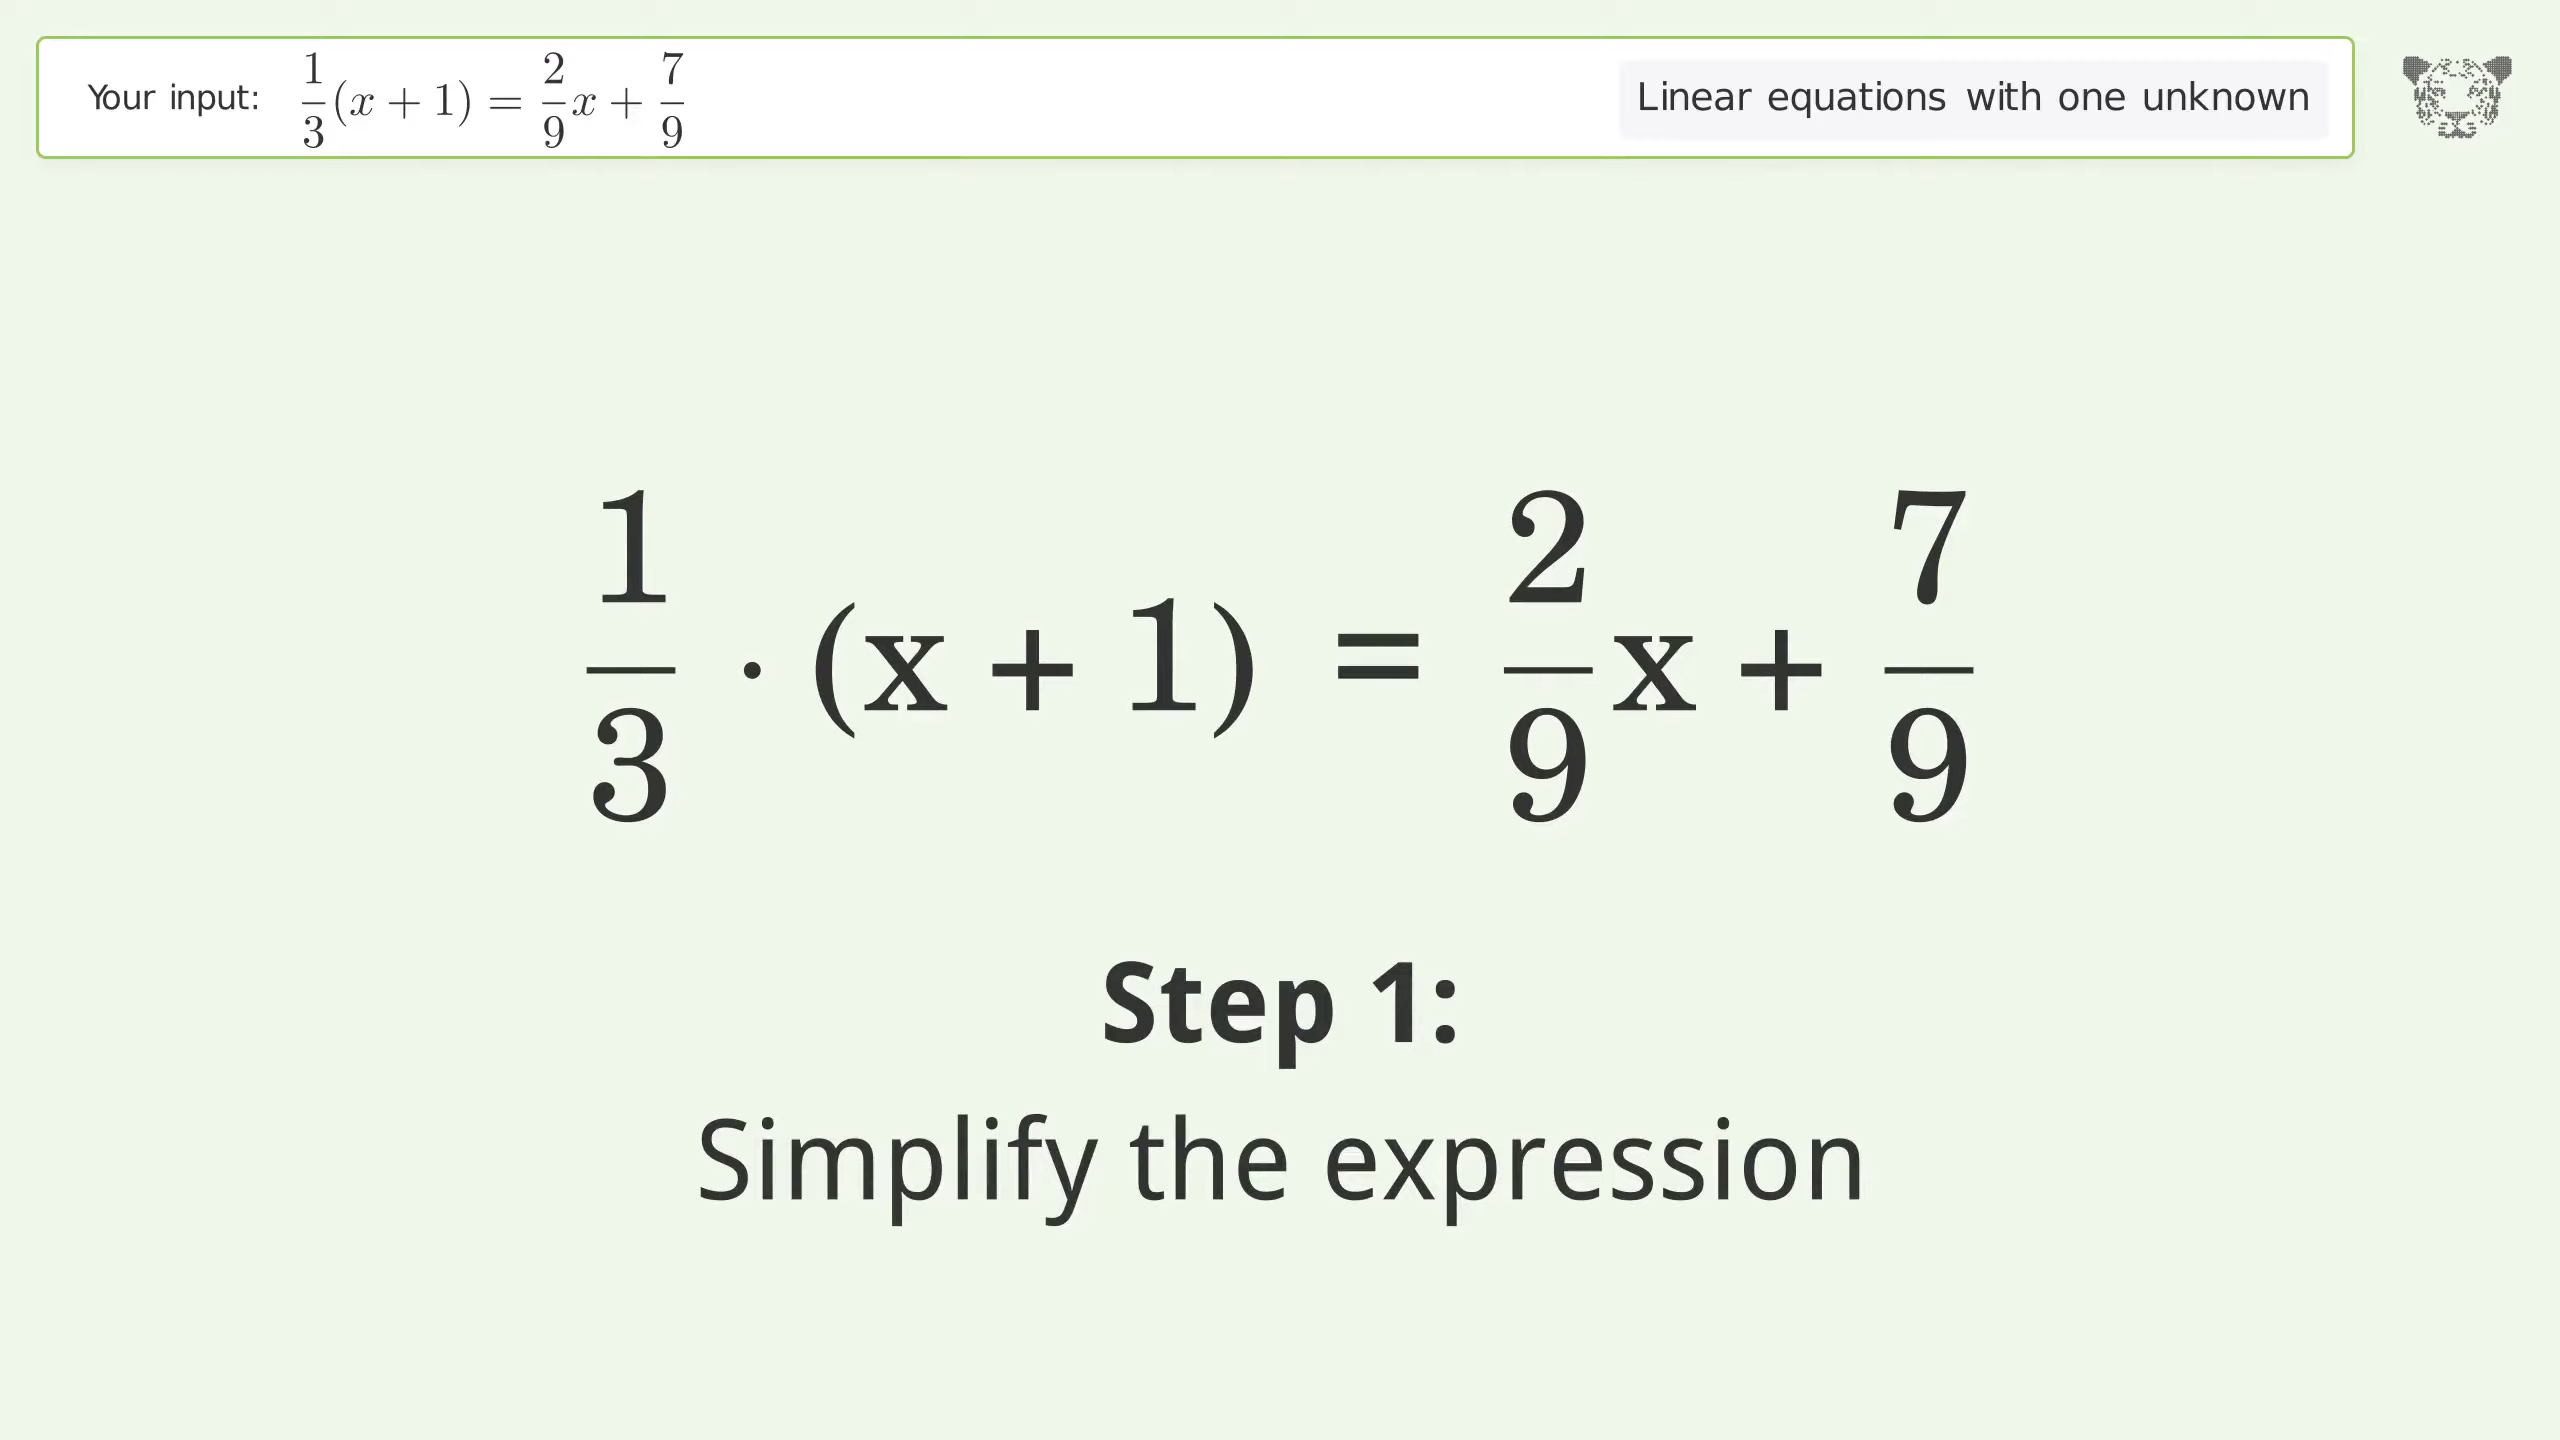 Your input: 1/3(x + 1) = 2/9x + 7/9
Linear equations with one unknown
1/3 · (x + 1) = 2/9x + 7/9
Step 1:
Simplify the expression